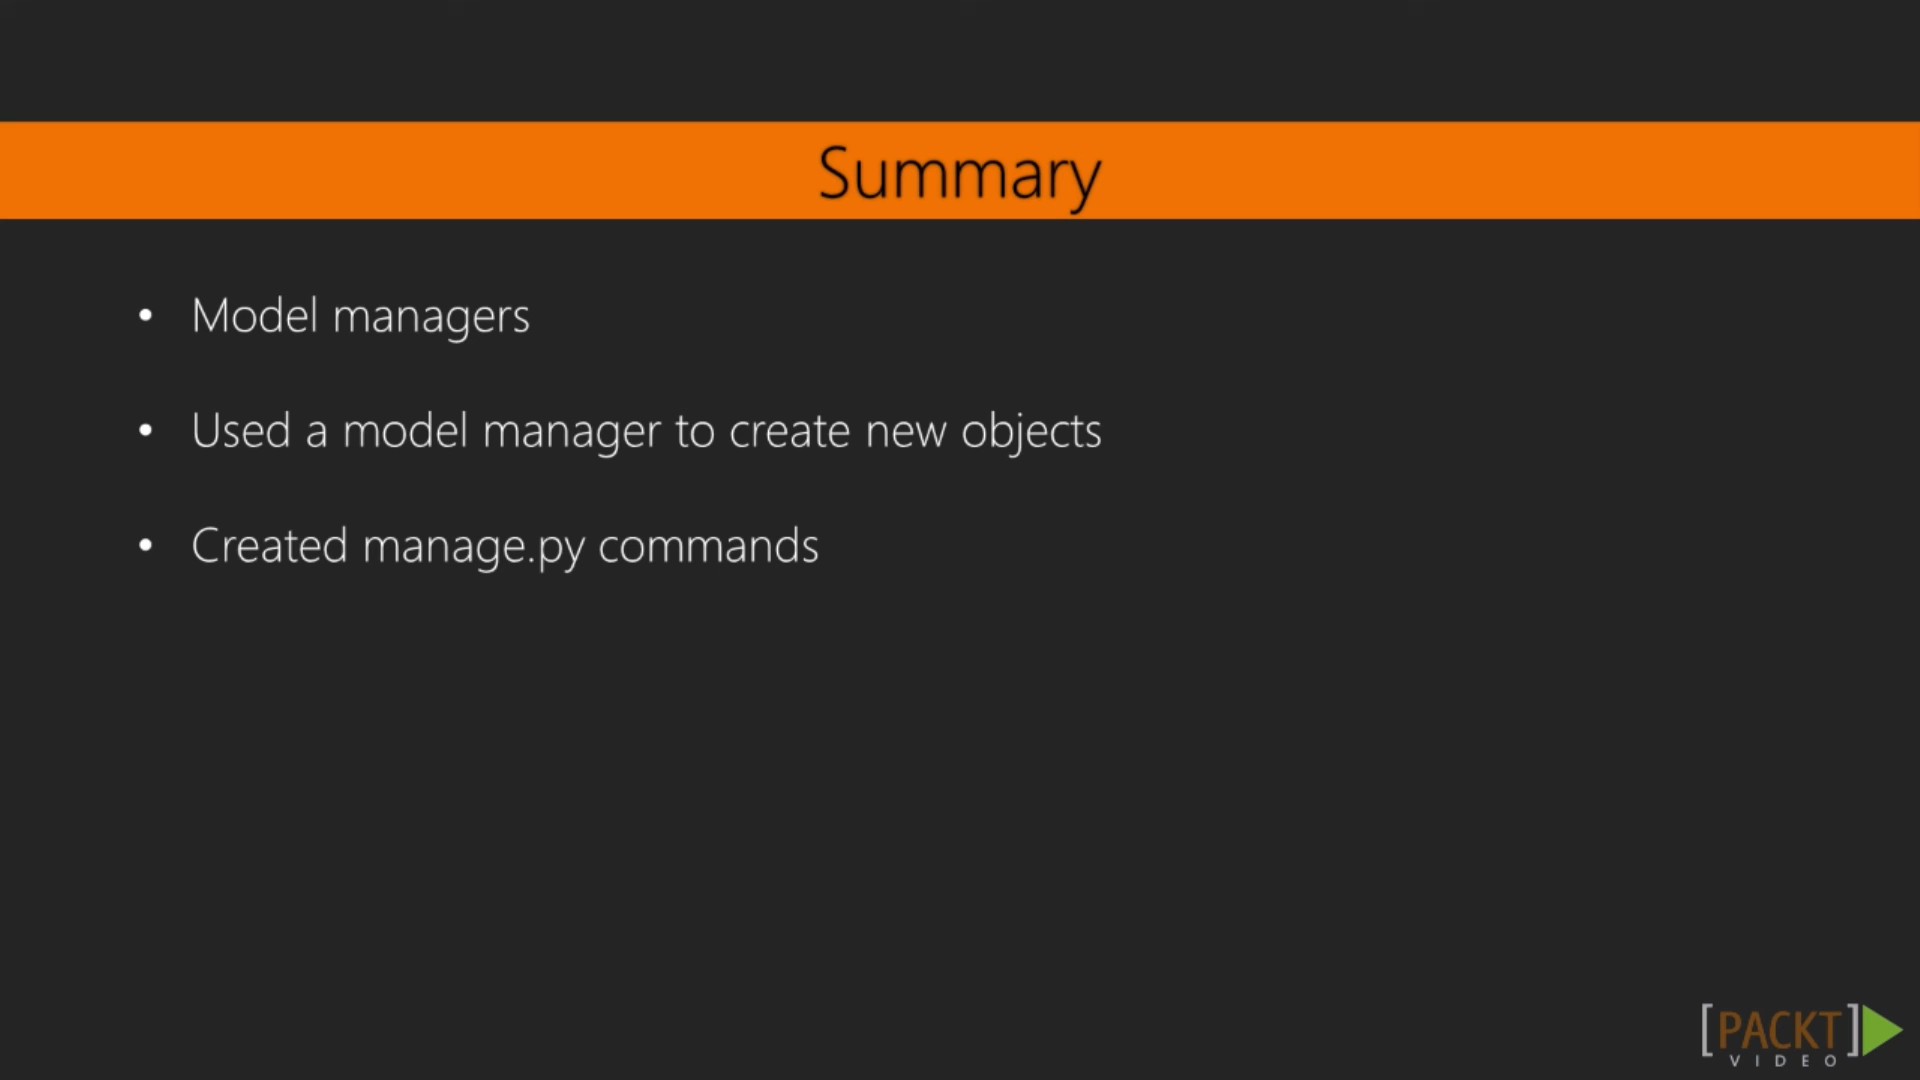 Summary
• Model managers
• Used a model manager to create new objects
• Created manage.py commands
[PACKT]
VIDEO